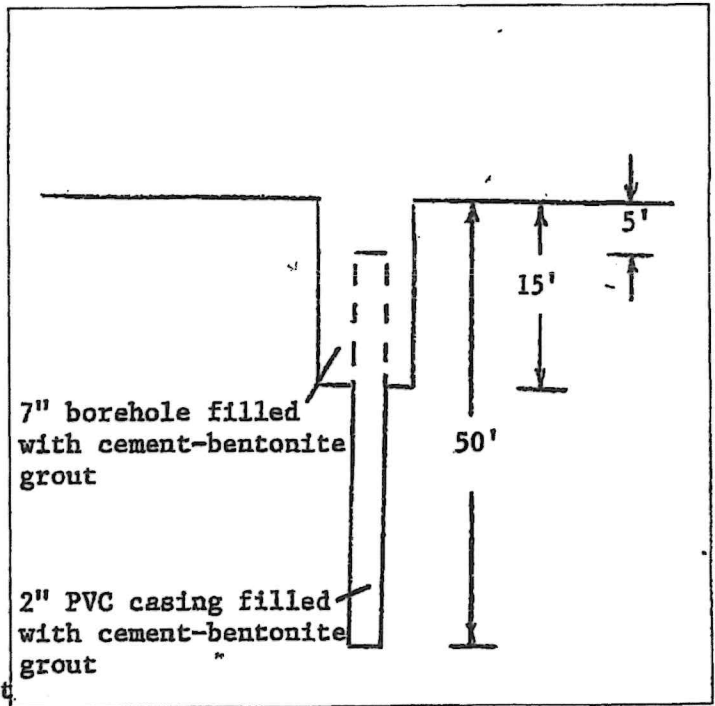 5'
15'
7" borehole filled
with cement-bentonite
grout
50'
2" PVC casing filled
with cement-bentonite
grout
t